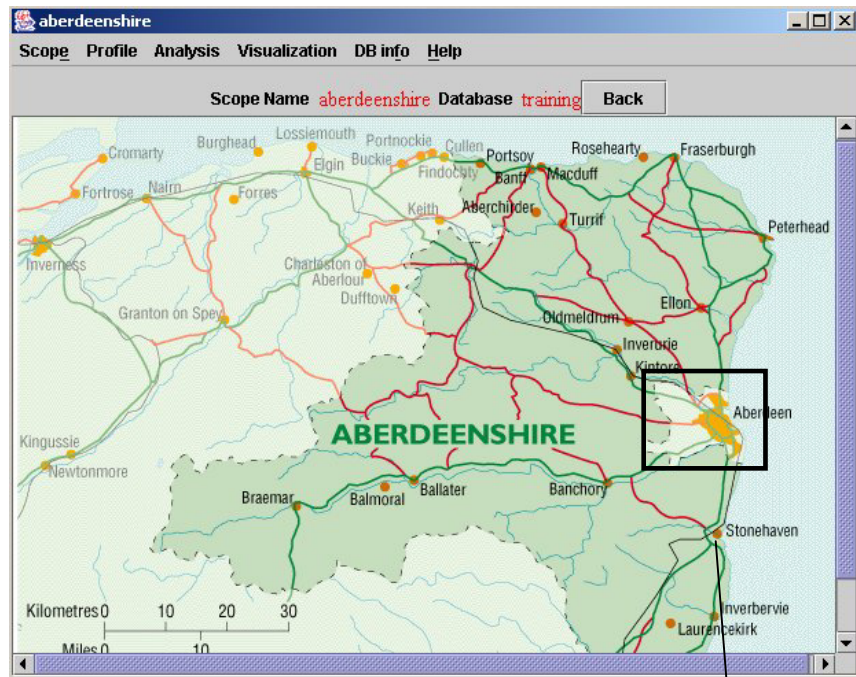 aberdeenshire
Scope Profile Analysis Visualization DB info Help
Scope Name aberdeenshire Database training Back
Cromarty
Burghead
Lossiemouth
Portnockie
Cullen
Portsoy
Rosehearty
Fraserburgh
Elgin
Buckie
Findochty
Banff
Macduff
Fortrose
Nairn
Forres
Keith
Aberchirder
Turrif
Peterhead
Inverness
Charleston of
Aberlour
Dufftown
Granton on Spey
Oldmeldrum
Ellon
Inverurie
Kintore
Aberdeen
ABERDEENSHIRE
Kingussie
Newtonmore
Braemar
Balmoral
Ballater
Banchory
Stonehaven
Kilometres 0 10 20 30
Miles 0 10
Inverbervie
Laurencekirk